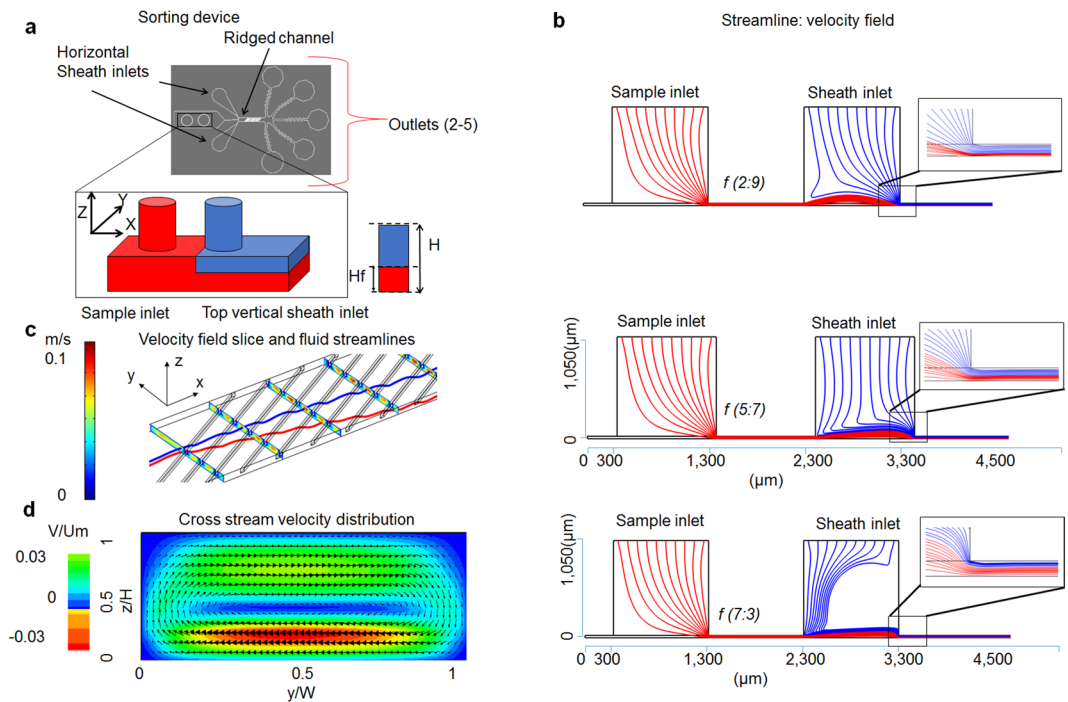 a
Sorting device
Ridged channel
Horizontal
Sheath inlets
Outlets (2-5)
Z
Y
X
H
Hf
Sample inlet
Top vertical sheath inlet
b
Streamline: velocity field
Sample inlet
Sheath inlet
f (2:9)
Sample inlet
Sheath inlet
1,050(µm)
0
f (5:7)
0 300 1,300 2,300 3,300 4,500
(µm)
Sample inlet
Sheath inlet
1,050(µm)
0
f (7:3)
0 300 1,300 2,300 3,300 4,500
(µm)
c
Velocity field slice and fluid streamlines
m/s
0.1
0
z
y
x
d
Cross stream velocity distribution
V/Um
0.03
0
-0.03
1
0.5
0
z/H
0 0.5 1
y/W